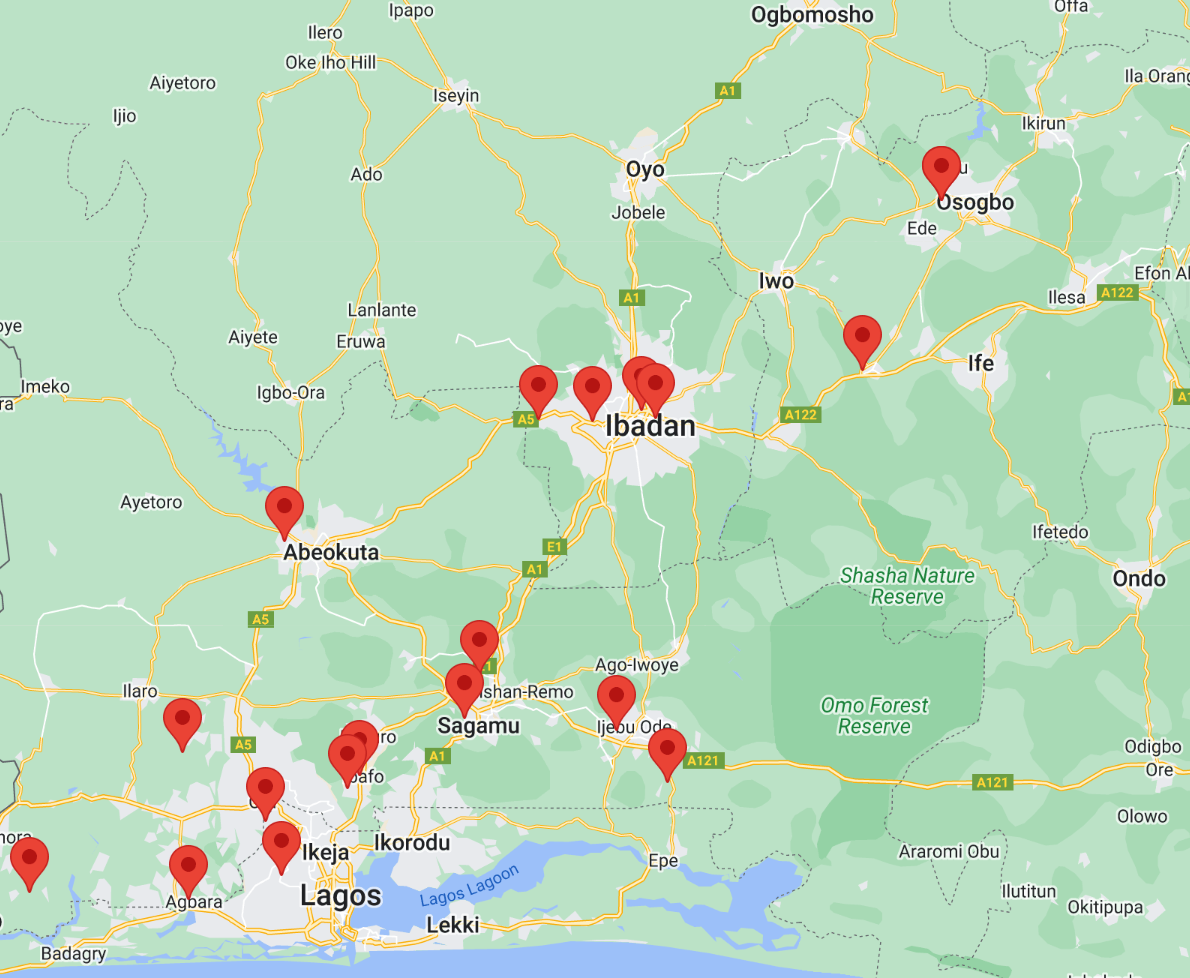 Ipapo
Ogbomosho
Offa
Ilero
Oke Iho Hill
Aiyetoro
Iseyin
A1
Ila Orang
Ijio
Ikirun
Ado
Oyo
Osogbo
Jobele
Ede
Iwo
Efon Al
A1
Ilesa
A122
Lanlante
Aiyete
Eruwa
Ife
Imeko
Igbo-Ora
A5
Ibadan
A122
Ayetoro
Abeokuta
E1
A1
Ifetedo
Shasha Nature
Reserve
Ondo
A5
Ago-Iwoye
Ilaro
Ijebu Ode
Omo Forest
Reserve
Sagamu
A5
A1
A121
Odigbo
Ore
A121
Olowo
Ikorodu
Ikeja
Epe
Araromi Obu
Lagos Lagoon
Agbara
Lagos
Ilutitun
Okitipupa
Lekki
Badagry